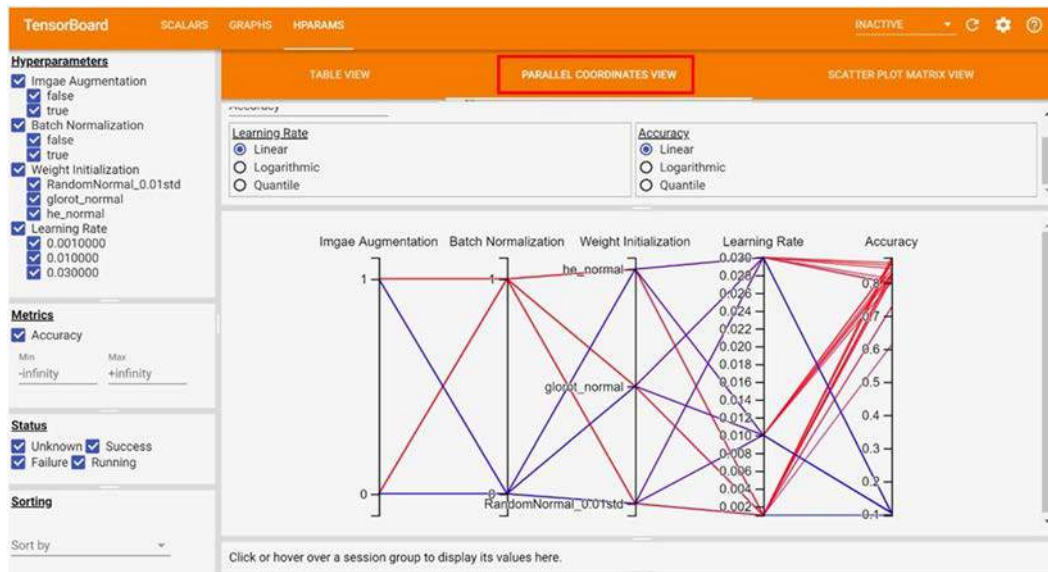 TensorBoard SCALARS GRAPHS HPARAMS INACTIVE
Hyperparameters
Imgae Augmentation
false
true
Batch Normalization
false
true
Weight Initialization
RandomNormal_0.01std
glorot_normal
he_normal
Learning Rate
0.0010000
0.010000
0.030000
Metrics
Accuracy
Min Max
-infinity +infinity
Status
Unknown Success
Failure Running
Sorting
Sort by
TABLE VIEW PARALLEL COORDINATES VIEW SCATTER PLOT MATRIX VIEW
Accuracy
Learning Rate
Linear
Logarithmic
Quantile
Accuracy
Linear
Logarithmic
Quantile
Imgae Augmentation Batch Normalization Weight Initialization Learning Rate Accuracy
1
0
1
0
he_normal
glorot_normal
RandomNormal_0.01std
0.030
0.028
0.026
0.024
0.022
0.020
0.018
0.016
0.014
0.012
0.010
0.008
0.006
0.004
0.002
0.8
0.7
0.6
0.5
0.4
0.3
0.2
0.1
Click or hover over a session group to display its values here.